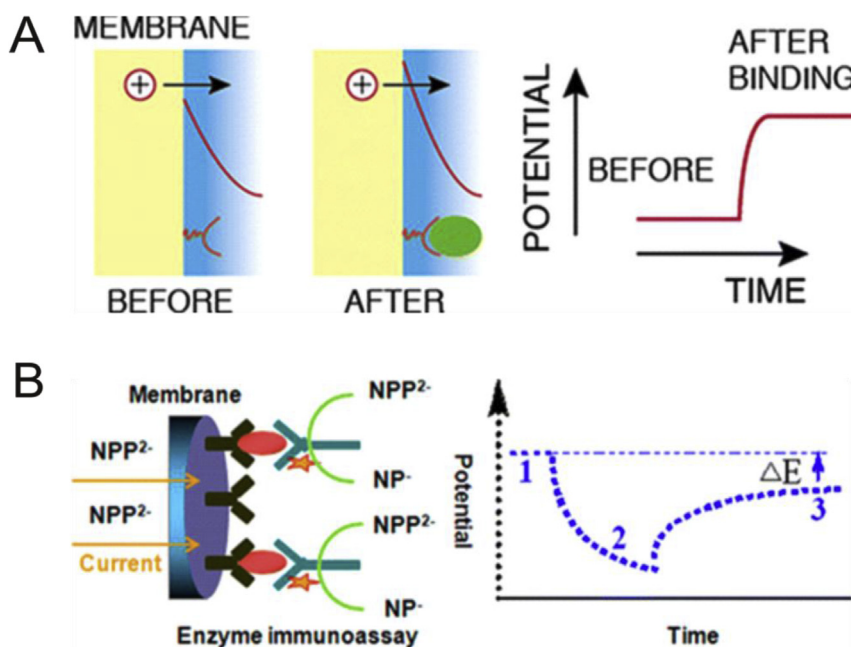 A
MEMBRANE
+
+
BEFORE
AFTER
POTENTIAL
BEFORE
AFTER
BINDING
TIME
B
Membrane
NPP²⁻
NPP²⁻
Current
NPP²⁻
NP⁻
NPP²⁻
NP⁻
Enzyme immunoassay
Potential
1
2
ΔE
3
Time